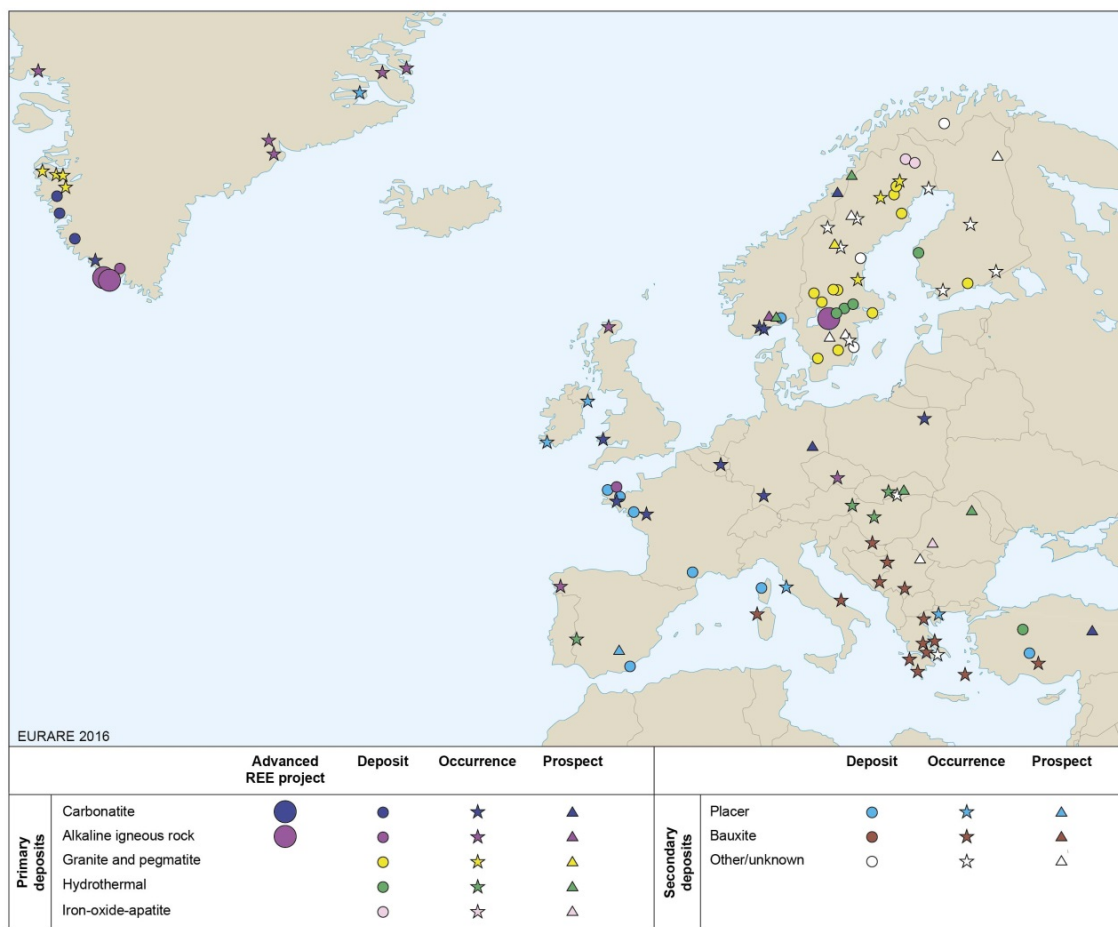 EURARE 2016
Advanced REE project Deposit Occurrence Prospect
Primary deposits
Carbonatite
Alkaline igneous rock
Granite and pegmatite
Hydrothermal
Iron-oxide-apatite
Deposit Occurrence Prospect
Secondary deposits
Placer
Bauxite
Other/unknown